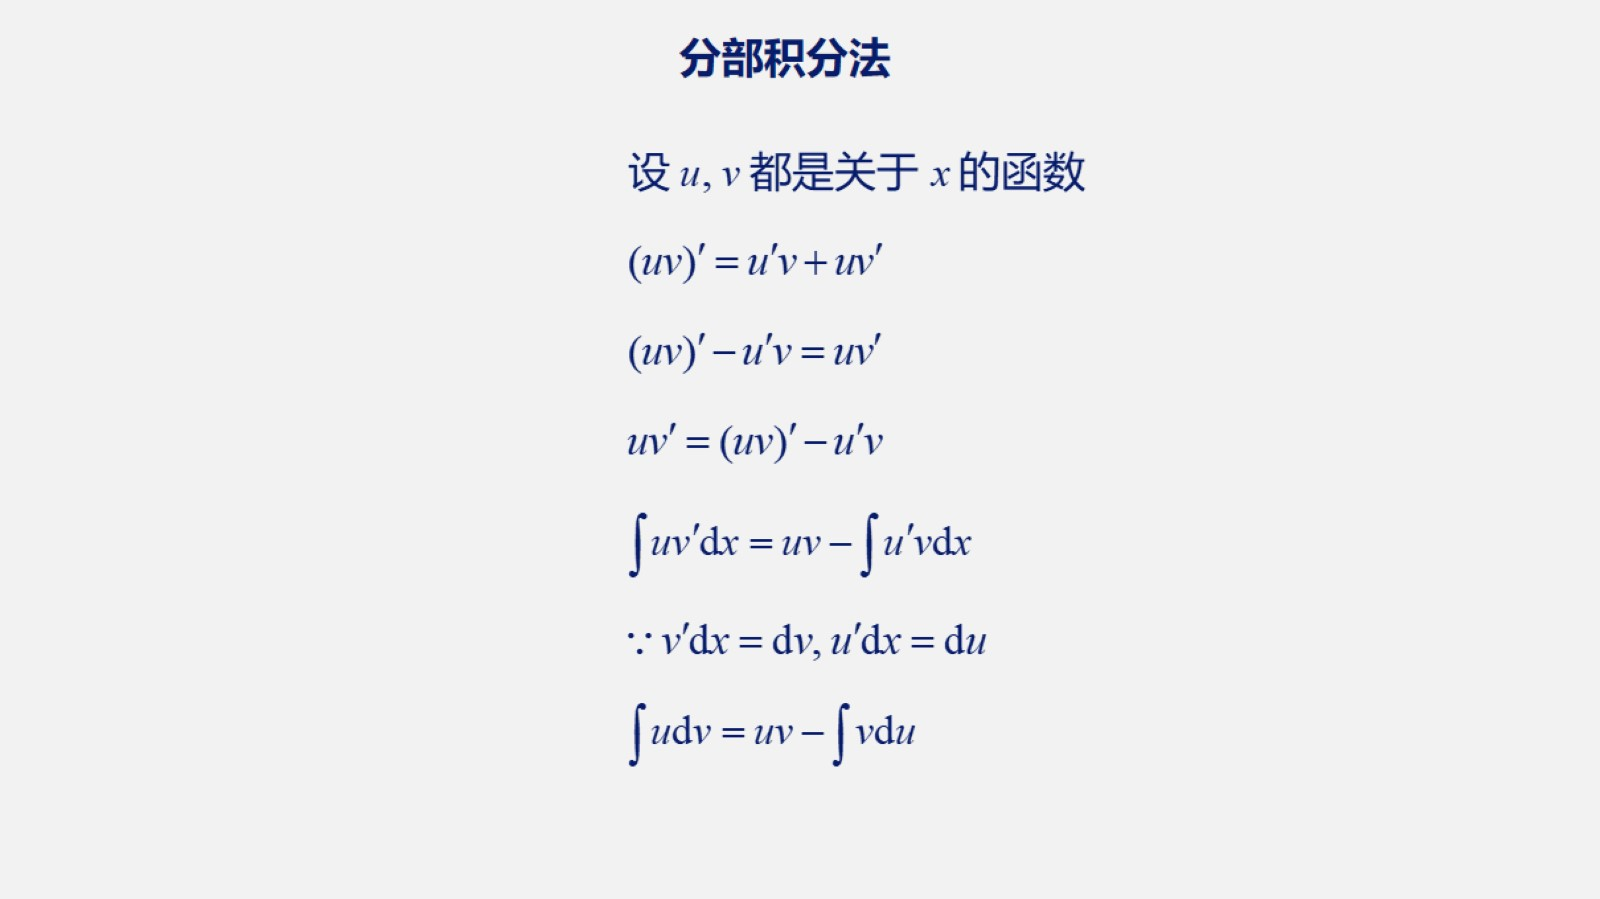 分部积分法
设 u, v 都是关于 x 的函数
(uv)′ = u′v + uv′
(uv)′ − u′v = uv′
uv′ = (uv)′ − u′v
∫uv′dx = uv − ∫u′vdx
∵ v′dx = dv, u′dx = du
∫udv = uv − ∫vdu